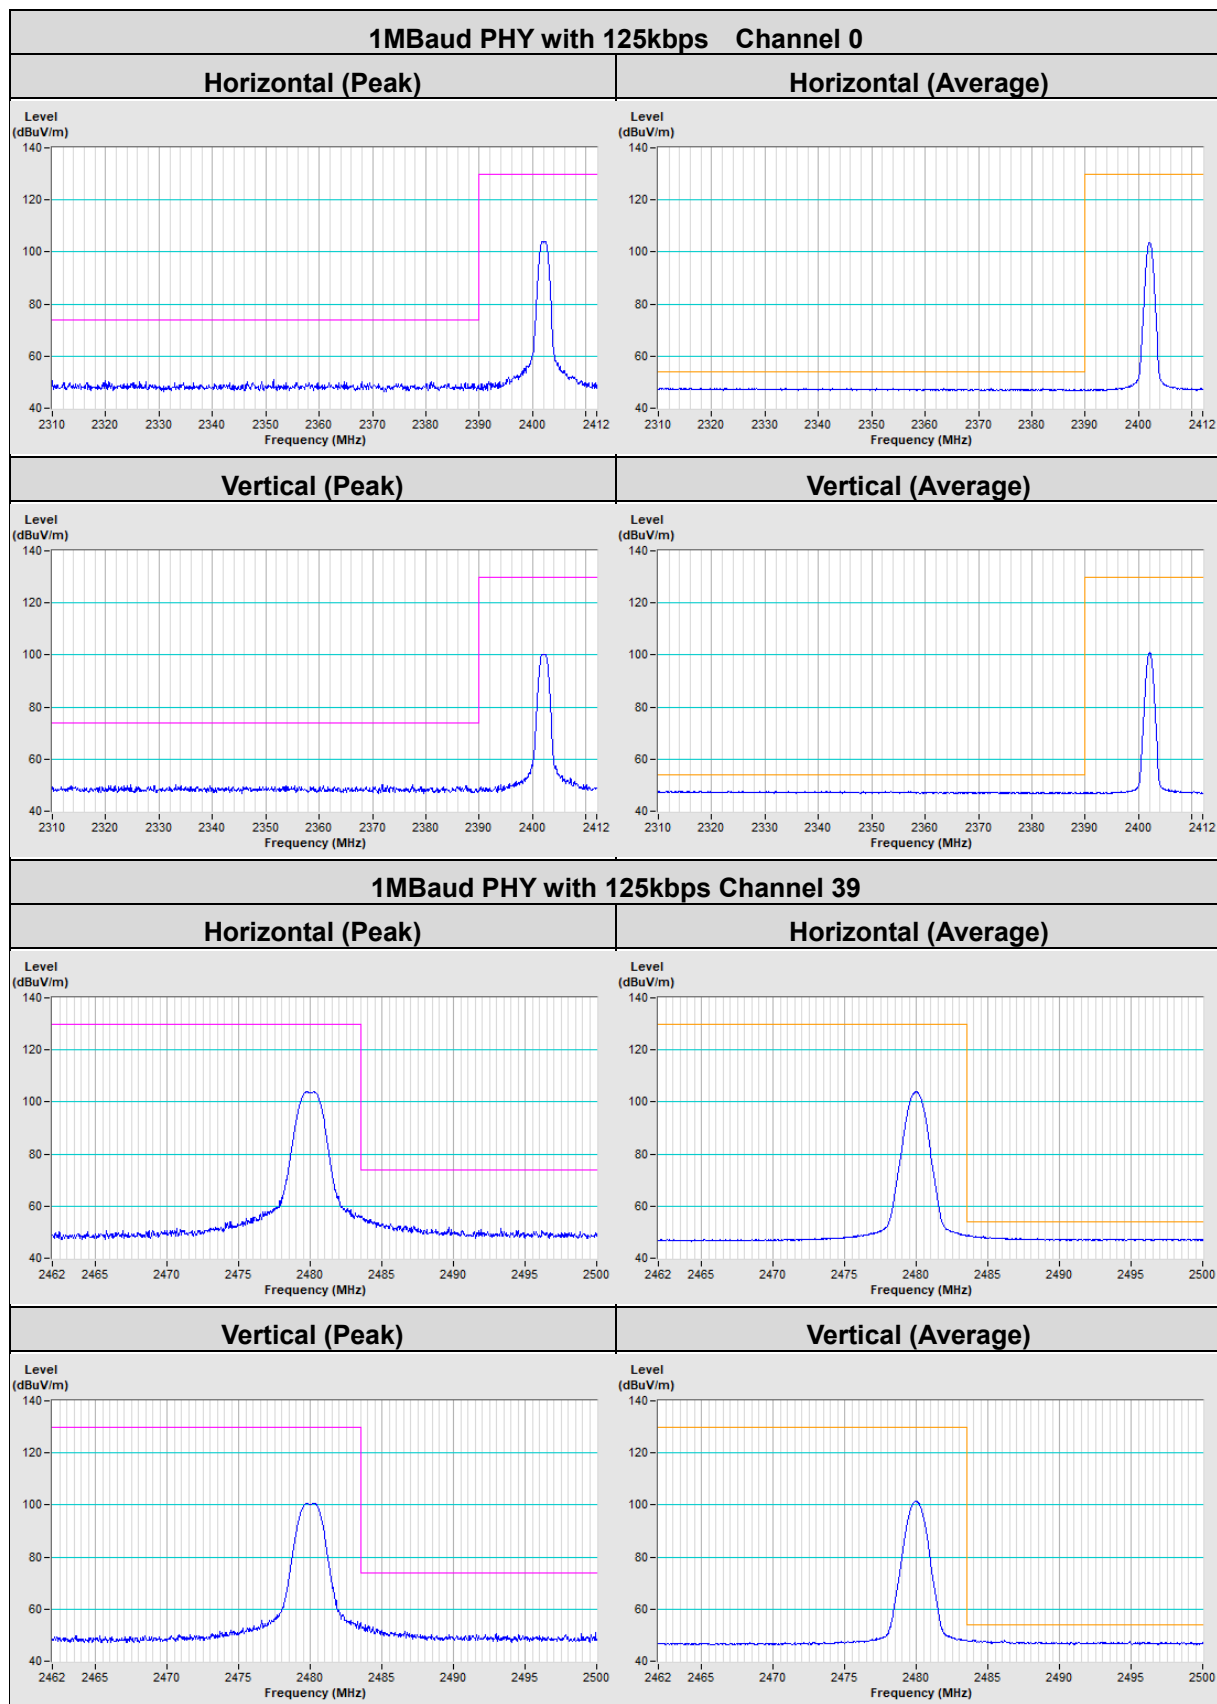 1MBaud PHY with 125kbps    Channel 0
Horizontal (Peak)
Horizontal (Average)
Level
(dBuV/m)
140
120
100
80
60
40
2310 2320 2330 2340 2350 2360 2370 2380 2390 2400 2412
Frequency (MHz)
Level
(dBuV/m)
140
120
100
80
60
40
2310 2320 2330 2340 2350 2360 2370 2380 2390 2400 2412
Frequency (MHz)
Vertical (Peak)
Vertical (Average)
Level
(dBuV/m)
140
120
100
80
60
40
2310 2320 2330 2340 2350 2360 2370 2380 2390 2400 2412
Frequency (MHz)
Level
(dBuV/m)
140
120
100
80
60
40
2310 2320 2330 2340 2350 2360 2370 2380 2390 2400 2412
Frequency (MHz)
1MBaud PHY with 125kbps Channel 39
Horizontal (Peak)
Horizontal (Average)
Level
(dBuV/m)
140
120
100
80
60
40
2462 2465 2470 2475 2480 2485 2490 2495 2500
Frequency (MHz)
Level
(dBuV/m)
140
120
100
80
60
40
2462 2465 2470 2475 2480 2485 2490 2495 2500
Frequency (MHz)
Vertical (Peak)
Vertical (Average)
Level
(dBuV/m)
140
120
100
80
60
40
2462 2465 2470 2475 2480 2485 2490 2495 2500
Frequency (MHz)
Level
(dBuV/m)
140
120
100
80
60
40
2462 2465 2470 2475 2480 2485 2490 2495 2500
Frequency (MHz)